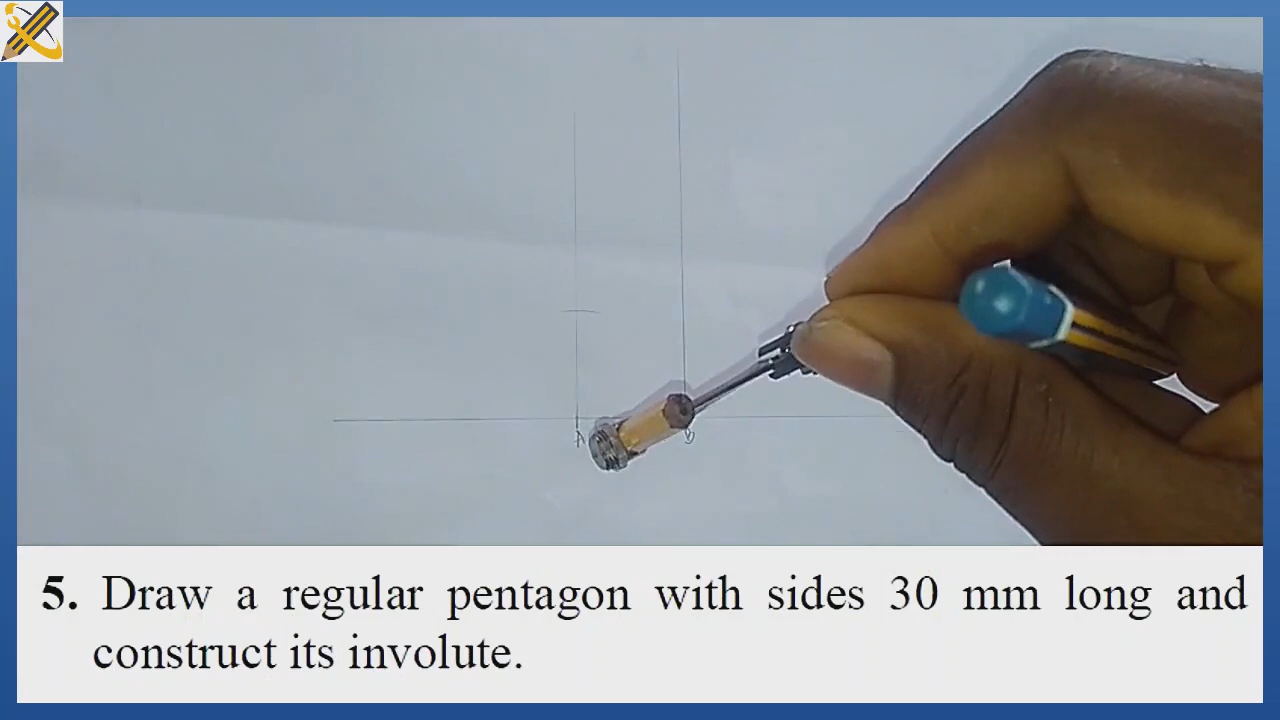 A B
5. Draw a regular pentagon with sides 30 mm long and
construct its involute.